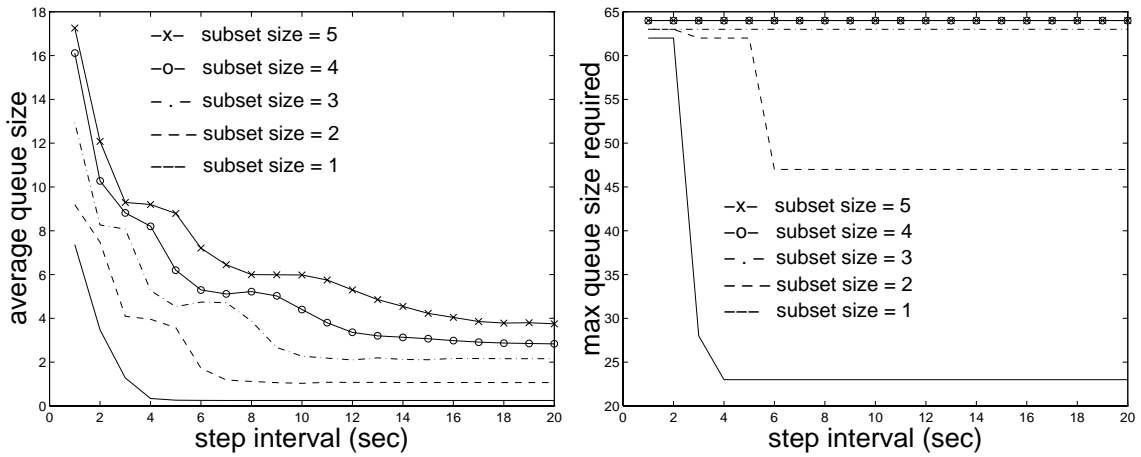 18
16
14
12
10
8
6
4
2
0
average queue size
–x– subset size = 5
–o– subset size = 4
– · – subset size = 3
– – – subset size = 2
––– subset size = 1
0 2 4 6 8 10 12 14 16 18 20
step interval (sec)
65
60
55
50
45
40
35
30
25
20
max queue size required
–x– subset size = 5
–o– subset size = 4
– · – subset size = 3
– – – subset size = 2
––– subset size = 1
0 2 4 6 8 10 12 14 16 18 20
step interval (sec)